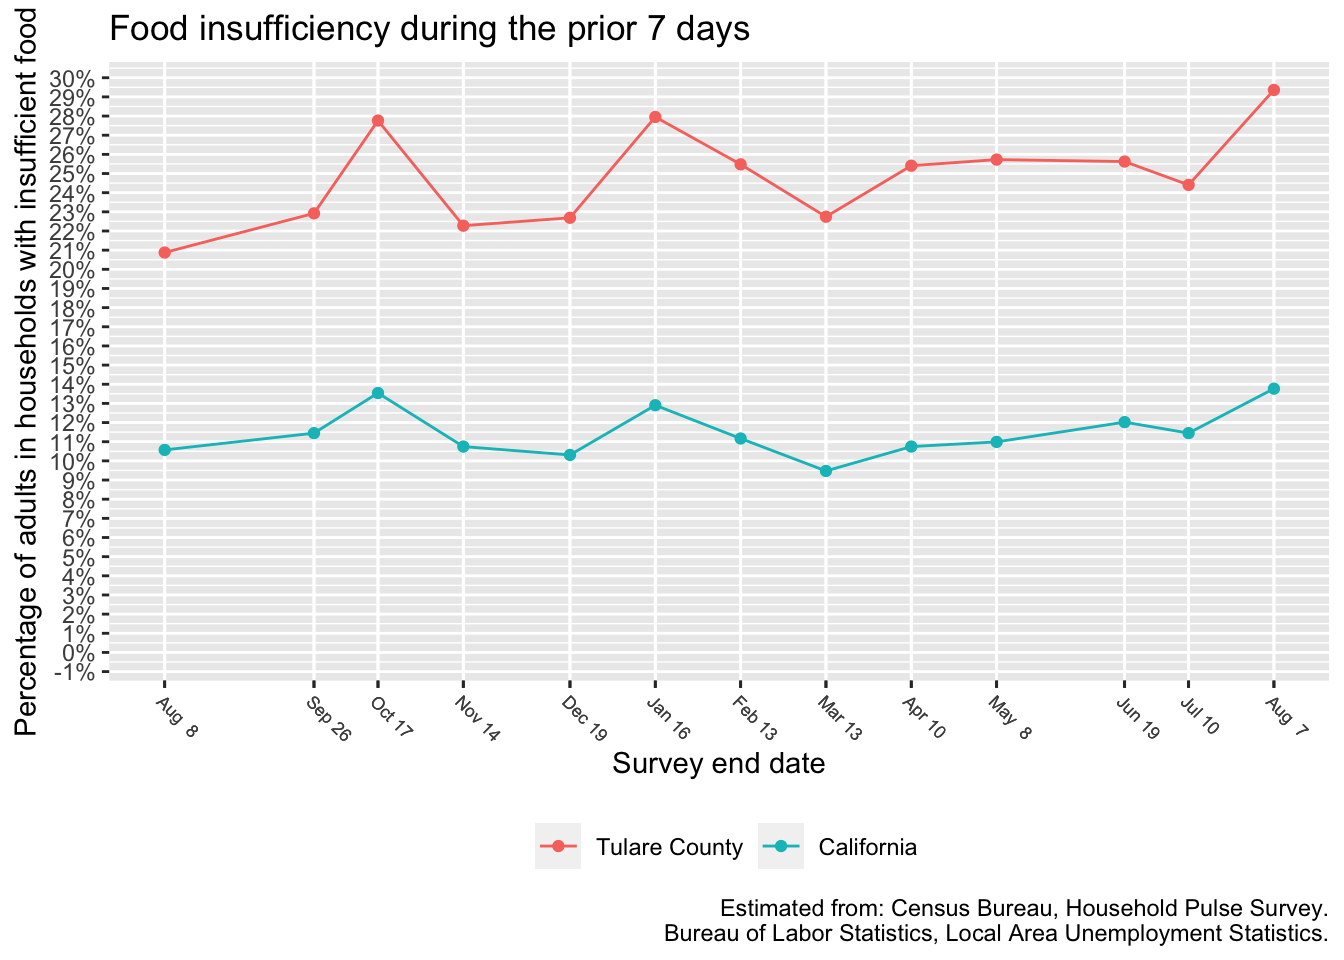 Food insufficiency during the prior 7 days
Percentage of adults in households with insufficient food
30%
29%
28%
27%
26%
25%
24%
23%
22%
21%
20%
19%
18%
17%
16%
15%
14%
13%
12%
11%
10%
9%
8%
7%
6%
5%
4%
3%
2%
1%
0%
-1%
Aug 8
Sep 26
Oct 17
Nov 14
Dec 19
Jan 16
Feb 13
Mar 13
Apr 10
May 8
Jun 19
Jul 10
Aug 7
Survey end date
Tulare County
California
Estimated from: Census Bureau, Household Pulse Survey.
Bureau of Labor Statistics, Local Area Unemployment Statistics.